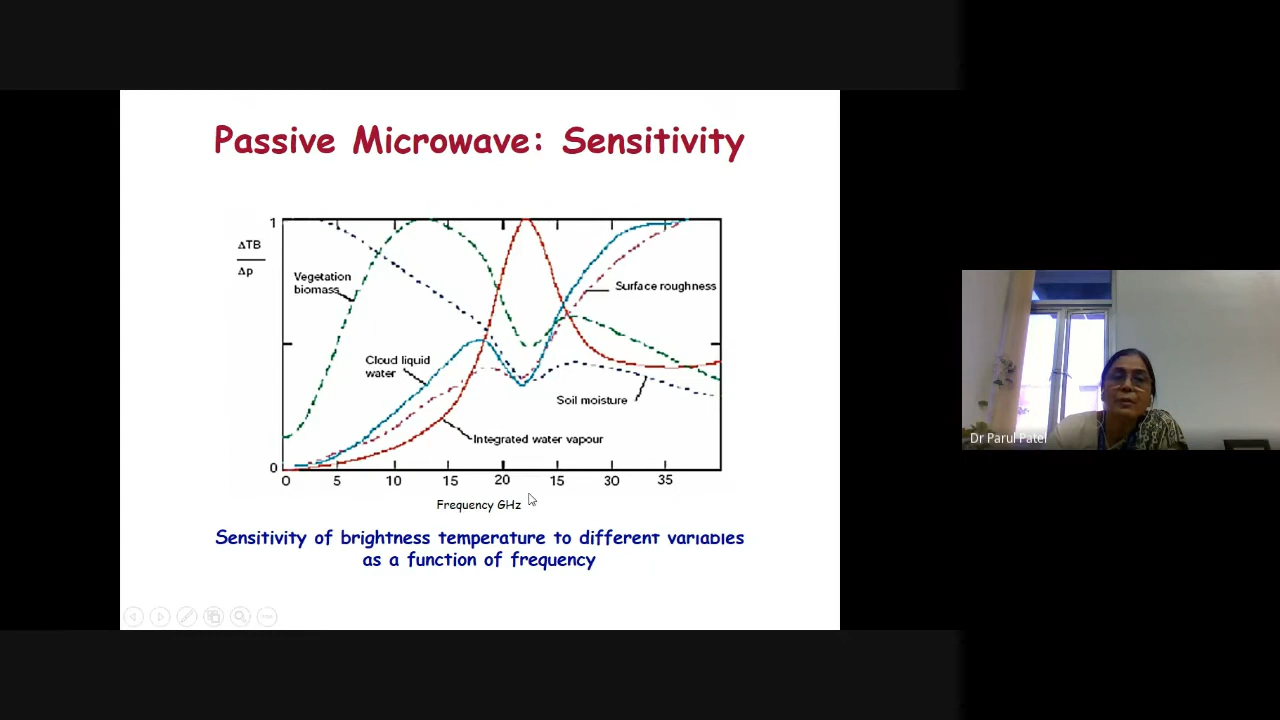 Passive Microwave: Sensitivity
1
ΔTB
Δp
Vegetation
biomass
Surface roughness
Cloud liquid
water
Soil moisture
Integrated water vapour
0
0 5 10 15 20 15 25 35
Frequency GHz
Sensitivity of brightness temperature to different variables
as a function of frequency
Dr Parul Patel